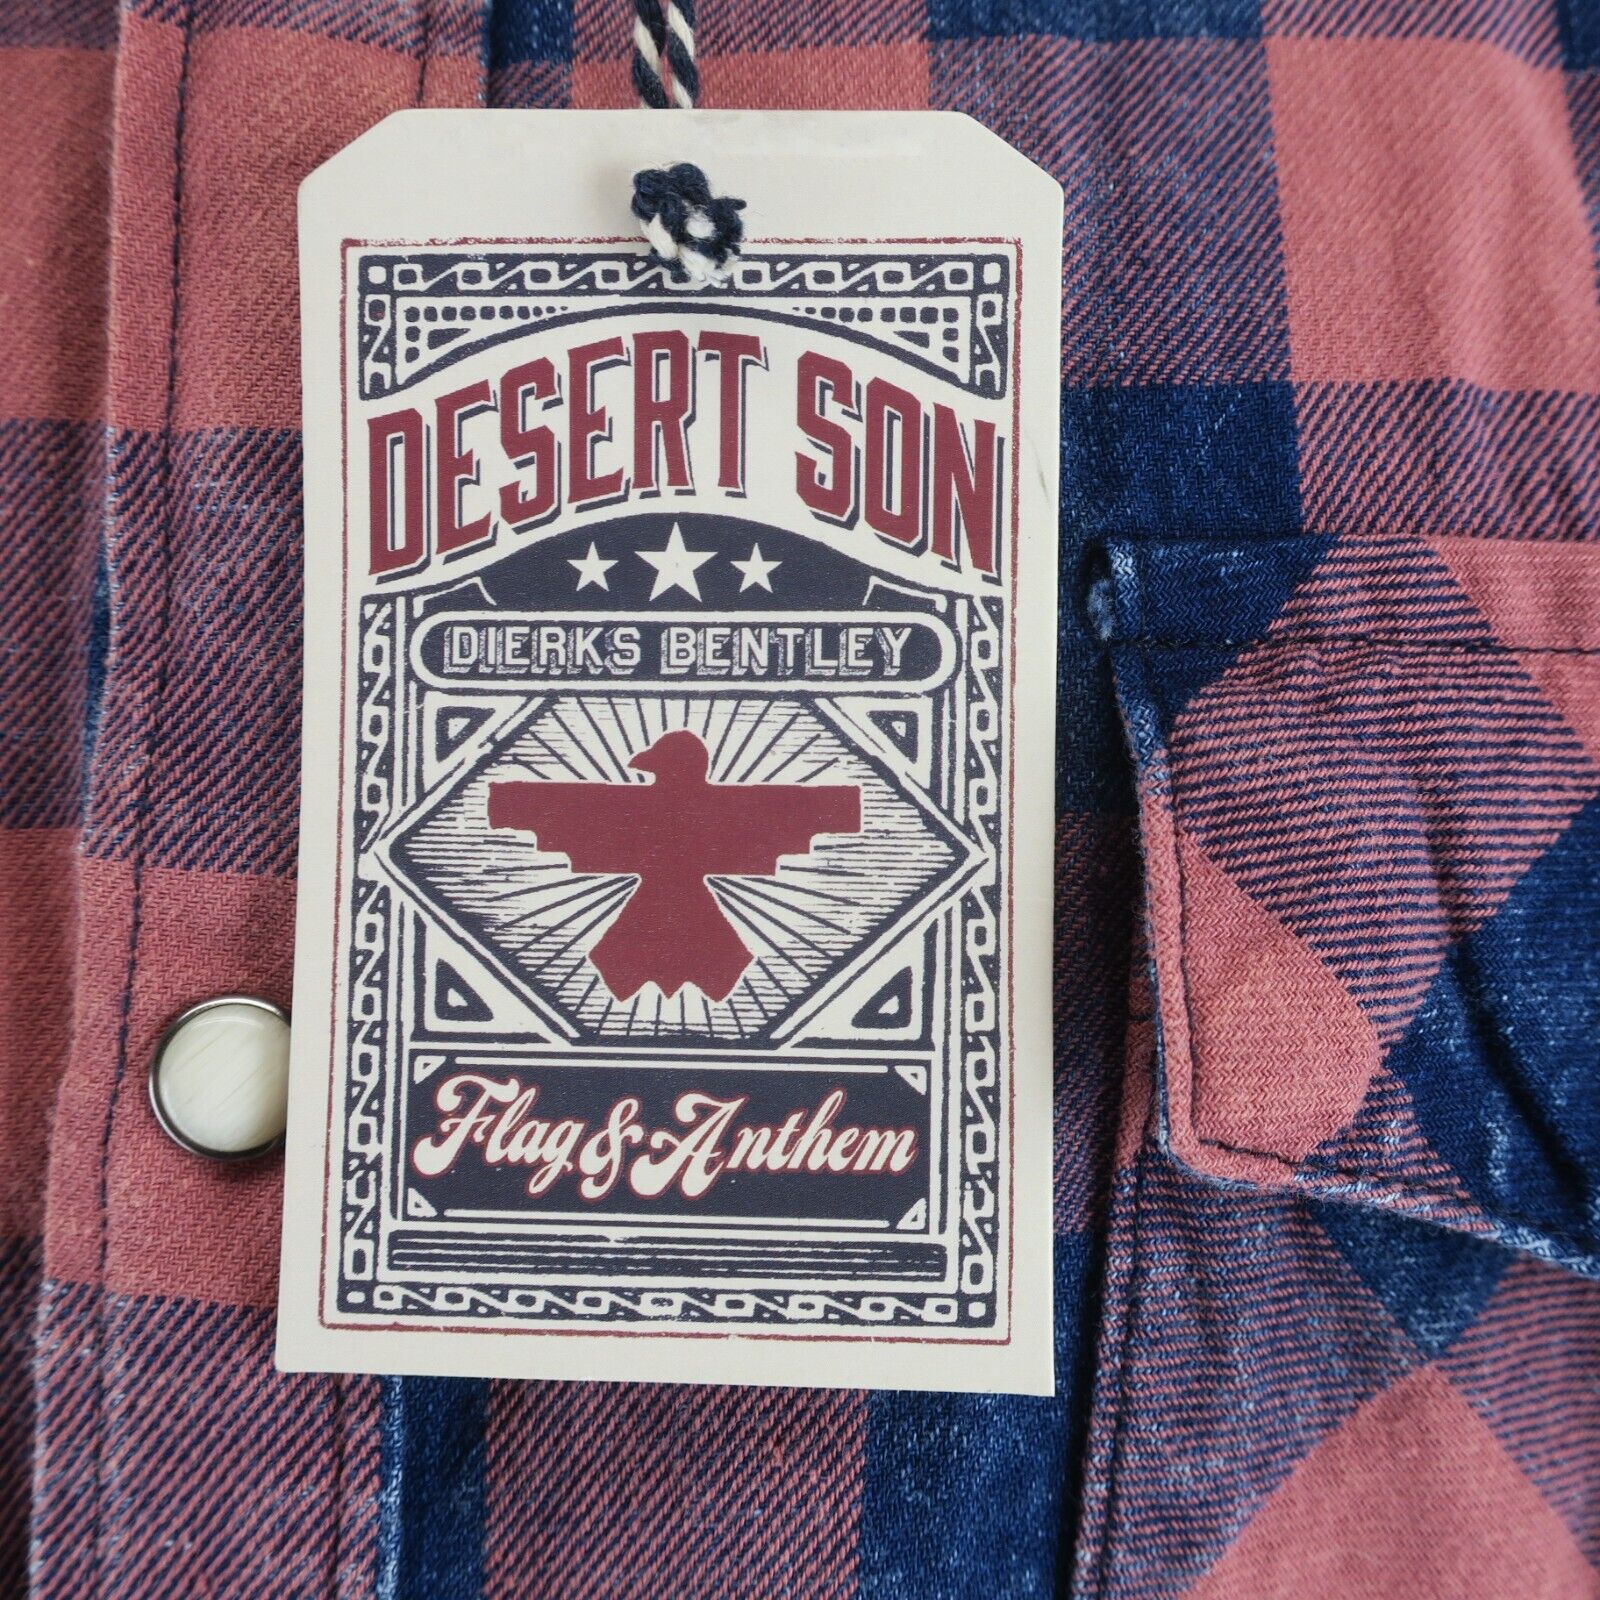 DESERT SON
DIERKS BENTLEY
Flag & Anthem